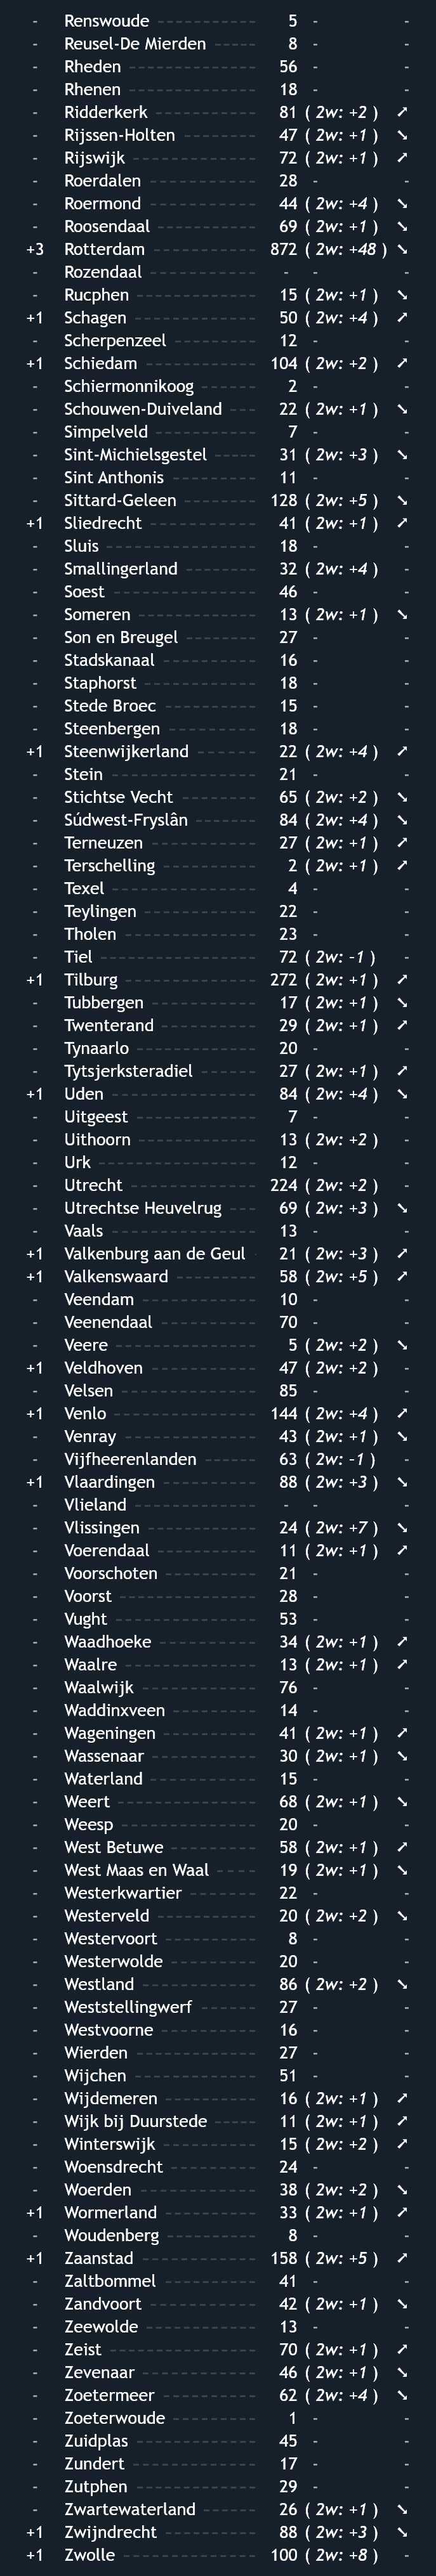 - Renswoude 5 - -
- Reusel-De Mierden 8 - -
- Rheden 56 - -
- Rhenen 18 - -
- Ridderkerk 81 ( 2w: +2 ) ➚
- Rijssen-Holten 47 ( 2w: +1 ) ➘
- Rijswijk 72 ( 2w: +1 ) ➚
- Roerdalen 28 - -
- Roermond 44 ( 2w: +4 ) ➘
- Roosendaal 69 ( 2w: +1 ) ➘
+3 Rotterdam 872 ( 2w: +48 ) ➘
- Rozendaal - - -
- Rucphen 15 ( 2w: +1 ) ➘
+1 Schagen 50 ( 2w: +4 ) ➚
- Scherpenzeel 12 - -
+1 Schiedam 104 ( 2w: +2 ) ➚
- Schiermonnikoog 2 - -
- Schouwen-Duiveland 22 ( 2w: +1 ) ➘
- Simpelveld 7 - -
- Sint-Michielsgestel 31 ( 2w: +3 ) ➘
- Sint Anthonis 11 - -
- Sittard-Geleen 128 ( 2w: +5 ) ➘
+1 Sliedrecht 41 ( 2w: +1 ) ➚
- Sluis 18 - -
- Smallingerland 32 ( 2w: +4 ) -
- Soest 46 - -
- Someren 13 ( 2w: +1 ) ➘
- Son en Breugel 27 - -
- Stadskanaal 16 - -
- Staphorst 18 - -
- Stede Broec 15 - -
- Steenbergen 18 - -
+1 Steenwijkerland 22 ( 2w: +4 ) ➚
- Stein 21 - -
- Stichtse Vecht 65 ( 2w: +2 ) ➘
- Súdwest-Fryslân 84 ( 2w: +4 ) ➘
- Terneuzen 27 ( 2w: +1 ) ➚
- Terschelling 2 ( 2w: +1 ) ➚
- Texel 4 - -
- Teylingen 22 - -
- Tholen 23 - -
- Tiel 72 ( 2w: -1 ) -
+1 Tilburg 272 ( 2w: +1 ) ➚
- Tubbergen 17 ( 2w: +1 ) ➘
- Twenterand 29 ( 2w: +1 ) ➚
- Tynaarlo 20 - -
- Tytsjerksteradiel 27 ( 2w: +1 ) ➚
+1 Uden 84 ( 2w: +4 ) ➘
- Uitgeest 7 - -
- Uithoorn 13 ( 2w: +2 ) -
- Urk 12 - -
- Utrecht 224 ( 2w: +2 ) -
- Utrechtse Heuvelrug 69 ( 2w: +3 ) ➘
- Vaals 13 - -
+1 Valkenburg aan de Geul 21 ( 2w: +3 ) ➚
+1 Valkenswaard 58 ( 2w: +5 ) ➚
- Veendam 10 - -
- Veenendaal 70 - -
- Veere 5 ( 2w: +2 ) ➘
+1 Veldhoven 47 ( 2w: +2 ) -
- Velsen 85 - -
+1 Venlo 144 ( 2w: +4 ) ➚
- Venray 43 ( 2w: +1 ) ➘
- Vijfheerenlanden 63 ( 2w: -1 ) -
+1 Vlaardingen 88 ( 2w: +3 ) ➘
- Vlieland - - -
- Vlissingen 24 ( 2w: +7 ) ➘
- Voerendaal 11 ( 2w: +1 ) ➚
- Voorschoten 21 - -
- Voorst 28 - -
- Vught 53 - -
- Waadhoeke 34 ( 2w: +1 ) ➚
- Waalre 13 ( 2w: +1 ) ➚
- Waalwijk 76 - -
- Waddinxveen 14 - -
- Wageningen 41 ( 2w: +1 ) ➚
- Wassenaar 30 ( 2w: +1 ) ➘
- Waterland 15 - -
- Weert 68 ( 2w: +1 ) ➘
- Weesp 20 - -
- West Betuwe 58 ( 2w: +1 ) ➚
- West Maas en Waal 19 ( 2w: +1 ) ➘
- Westerkwartier 22 - -
- Westerveld 20 ( 2w: +2 ) ➘
- Westervoort 8 - -
- Westerwolde 20 - -
- Westland 86 ( 2w: +2 ) ➘
- Weststellingwerf 27 - -
- Westvoorne 16 - -
- Wierden 27 - -
- Wijchen 51 - -
- Wijdemeren 16 ( 2w: +1 ) ➚
- Wijk bij Duurstede 11 ( 2w: +1 ) ➚
- Winterswijk 15 ( 2w: +2 ) ➚
- Woensdrecht 24 - -
- Woerden 38 ( 2w: +2 ) ➘
+1 Wormerland 33 ( 2w: +1 ) ➚
- Woudenberg 8 - -
+1 Zaanstad 158 ( 2w: +5 ) ➚
- Zaltbommel 41 - -
- Zandvoort 42 ( 2w: +1 ) ➘
- Zeewolde 13 - -
- Zeist 70 ( 2w: +1 ) ➚
- Zevenaar 46 ( 2w: +1 ) ➘
- Zoetermeer 62 ( 2w: +4 ) ➘
- Zoeterwoude 1 - -
- Zuidplas 45 - -
- Zundert 17 - -
- Zutphen 29 - -
- Zwartewaterland 26 ( 2w: +1 ) ➘
+1 Zwijndrecht 88 ( 2w: +3 ) ➘
+1 Zwolle 100 ( 2w: +8 ) -